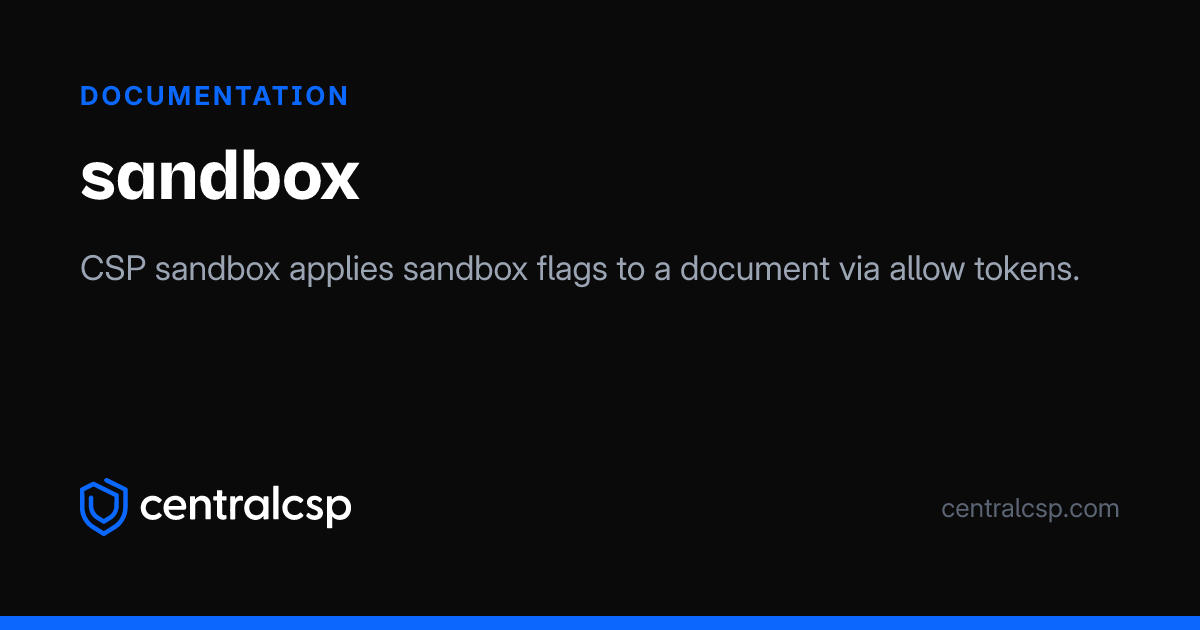 DOCUMENTATION
sandbox
CSP sandbox applies sandbox flags to a document via allow tokens.
centralcsp
centralcsp.com